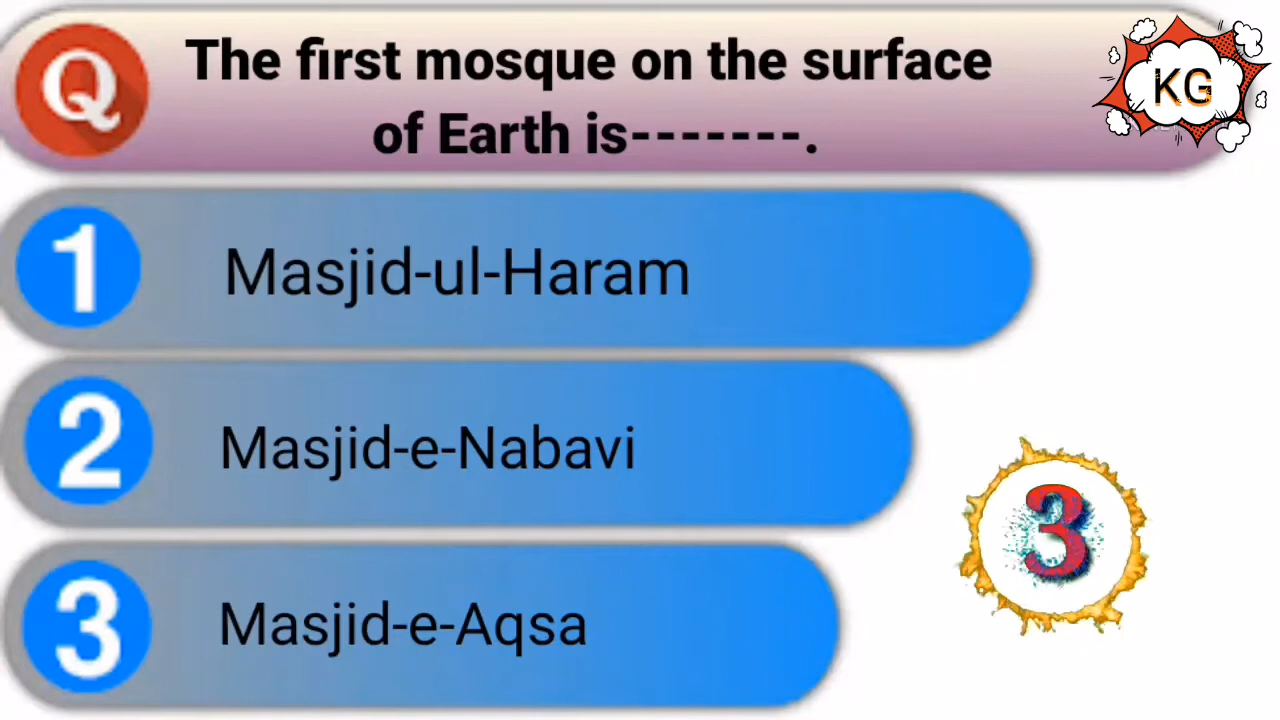 Q
The first mosque on the surface
of Earth is-------.
KG
1
Masjid-ul-Haram
2
Masjid-e-Nabavi
3
Masjid-e-Aqsa
3